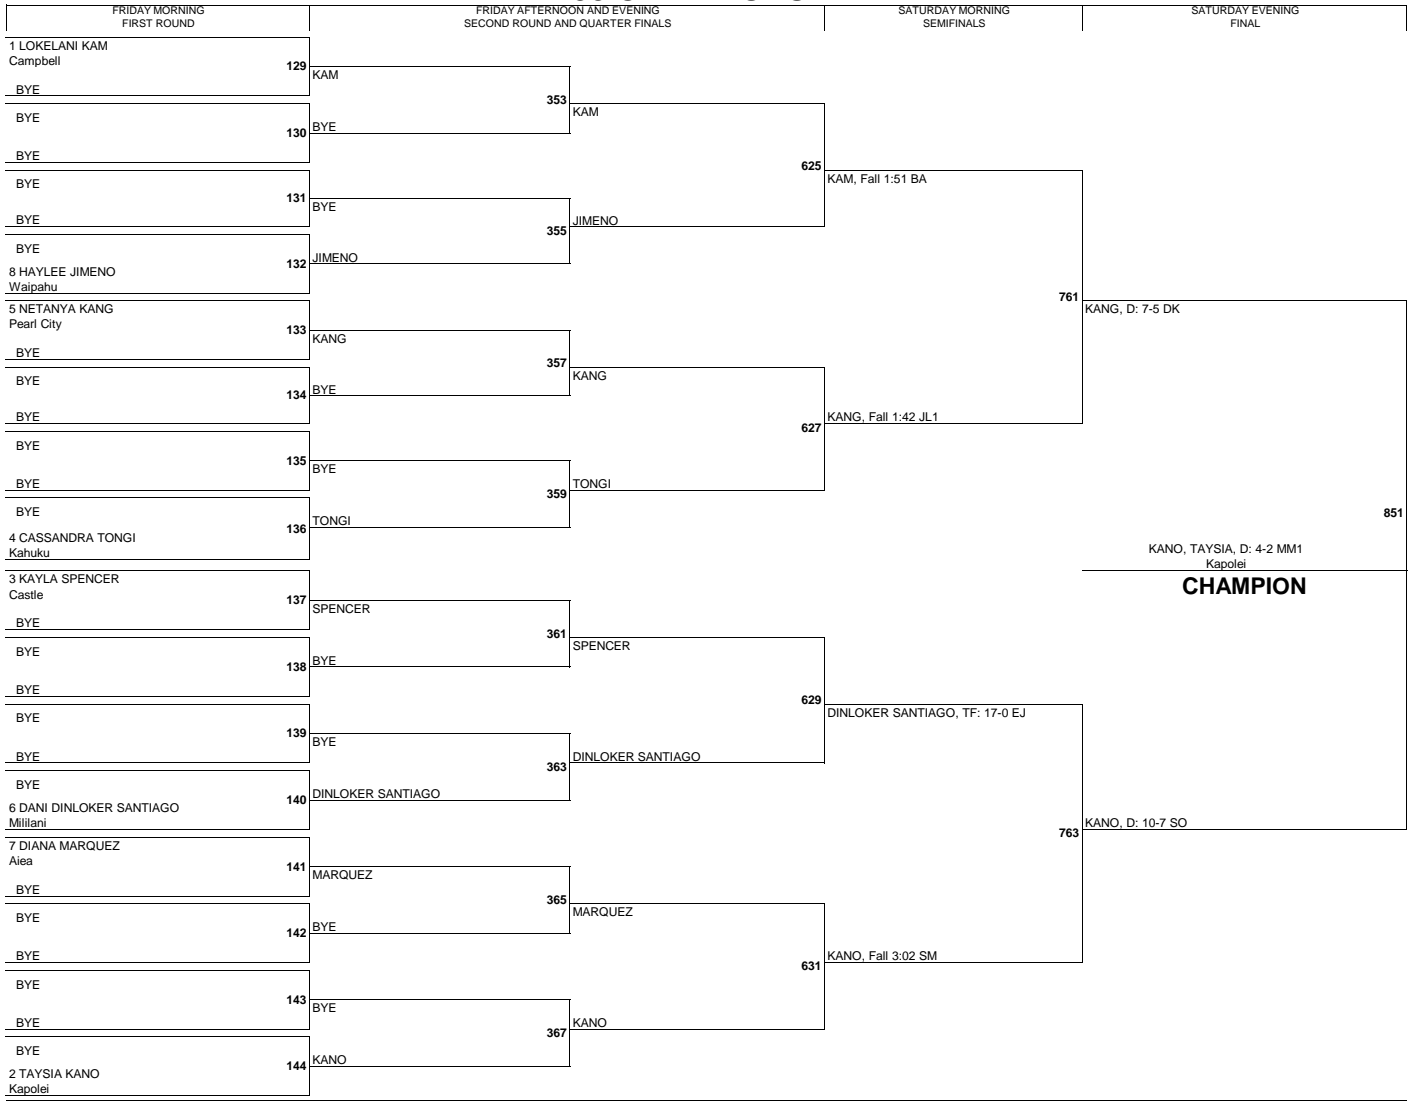 FRIDAY MORNING
FIRST ROUND
FRIDAY AFTERNOON AND EVENING
SECOND ROUND AND QUARTER FINALS
SATURDAY MORNING
SEMIFINALS
SATURDAY EVENING
FINAL
1 LOKELANI KAM
Campbell
129
BYE
KAM
BYE
130
BYE
BYE
353
KAM
BYE
131
BYE
BYE
BYE
132
8 HAYLEE JIMENO
Waipahu
JIMENO
355
JIMENO
625
KAM, Fall 1:51 BA
5 NETANYA KANG
Pearl City
133
BYE
KANG
BYE
134
BYE
BYE
357
KANG
BYE
135
BYE
BYE
BYE
136
4 CASSANDRA TONGI
Kahuku
TONGI
359
TONGI
627
KANG, Fall 1:42 JL1
761
KANG, D: 7-5 DK
851
KANO, TAYSIA, D: 4-2 MM1
Kapolei
CHAMPION
3 KAYLA SPENCER
Castle
137
BYE
SPENCER
BYE
138
BYE
BYE
361
SPENCER
BYE
139
BYE
BYE
BYE
140
6 DANI DINLOKER SANTIAGO
Mililani
DINLOKER SANTIAGO
363
DINLOKER SANTIAGO
629
DINLOKER SANTIAGO, TF: 17-0 EJ
7 DIANA MARQUEZ
Aiea
141
BYE
MARQUEZ
BYE
142
BYE
BYE
365
MARQUEZ
BYE
143
BYE
BYE
BYE
144
2 TAYSIA KANO
Kapolei
KANO
367
KANO
631
KANO, Fall 3:02 SM
763
KANO, D: 10-7 SO